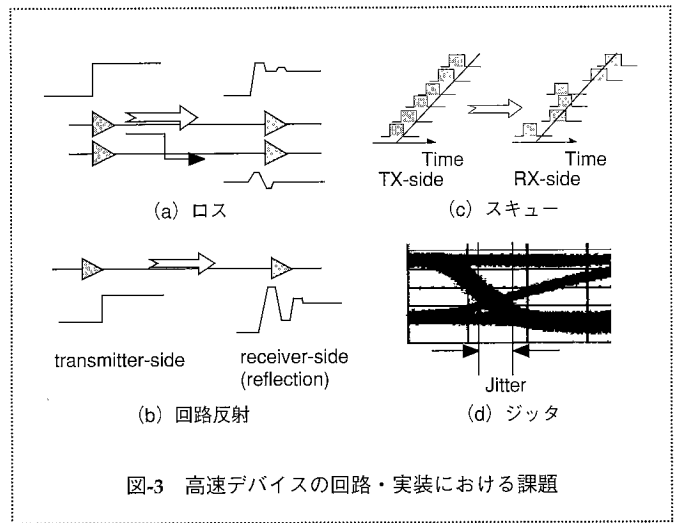 Time
TX-side
Time
RX-side
(a) ロス
(c) スキュー
transmitter-side
receiver-side
(reflection)
Jitter
(b) 回路反射
(d) ジッタ
図-3 高速デバイスの回路・実装における課題